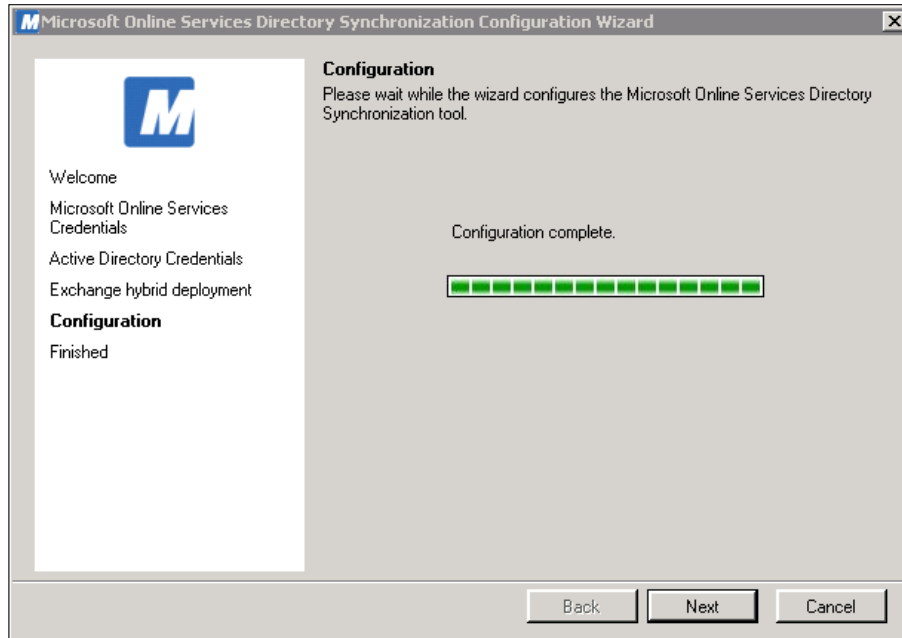 Microsoft Online Services Directory Synchronization Configuration Wizard
M
Welcome
Microsoft Online Services
Credentials
Active Directory Credentials
Exchange hybrid deployment
Configuration
Finished
Configuration
Please wait while the wizard configures the Microsoft Online Services Directory
Synchronization tool.
Configuration complete.
Back
Next
Cancel